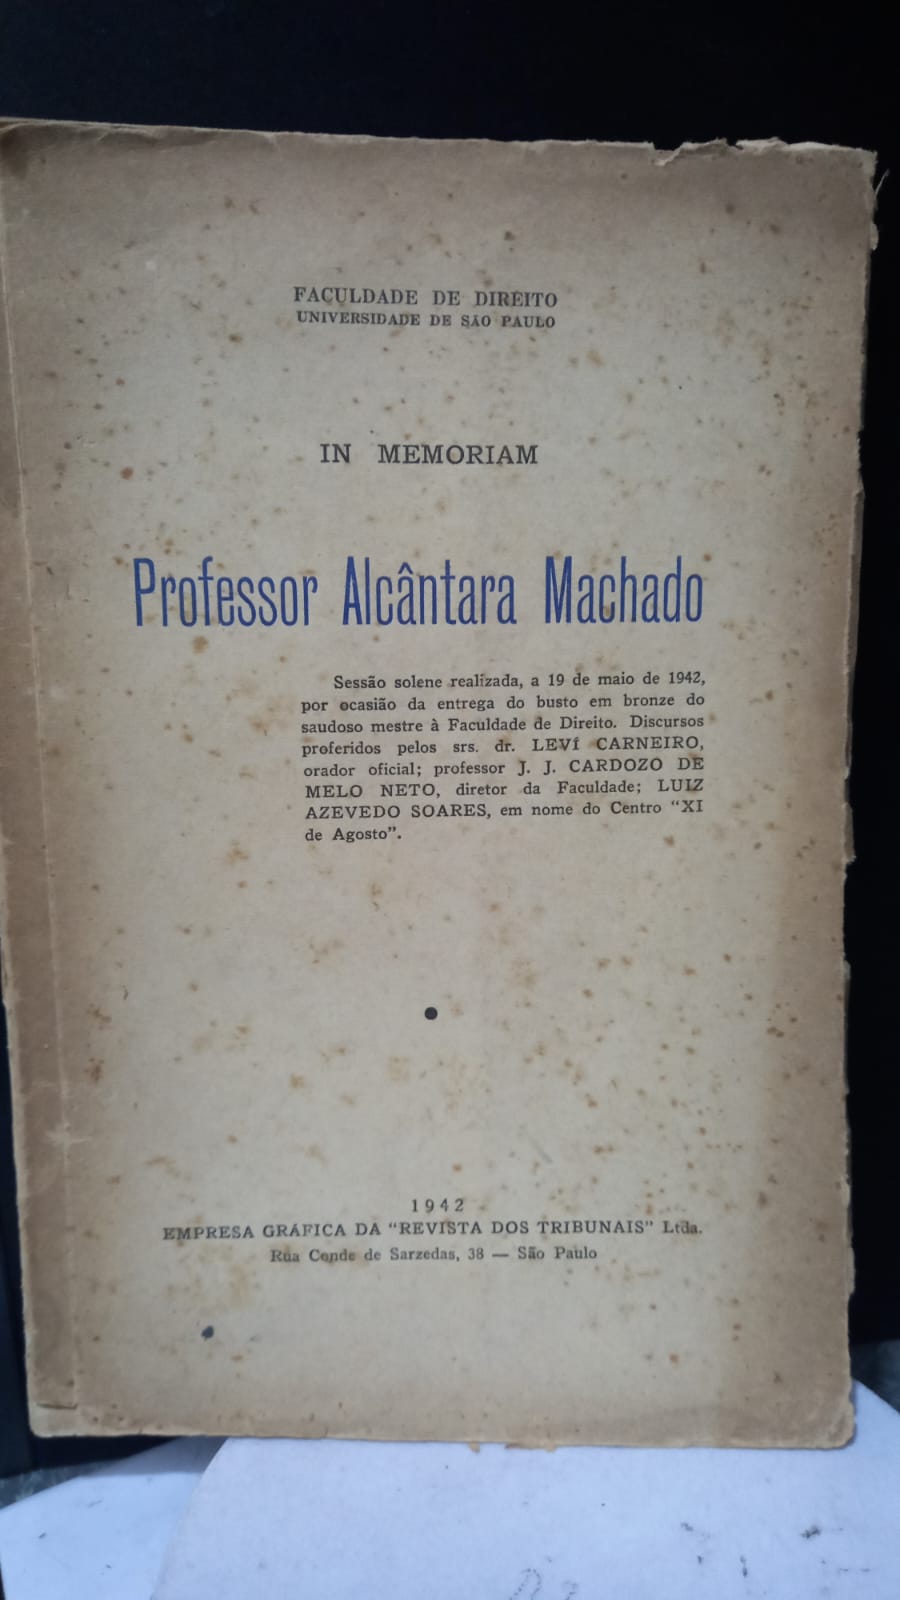 FACULDADE DE DIREITO
UNIVERSIDADE DE SÃO PAULO
IN MEMORIAM
Professor Alcântara Machado
Sessão solene realizada, a 19 de maio de 1942,
por ocasião da entrega do busto em bronze do
saudoso mestre à Faculdade de Direito. Discursos
proferidos pelos srs. dr. LEVÍ CARNEIRO,
orador oficial; professor J. J. CARDOZO DE
MELO NETO, diretor da Faculdade; LUIZ
AZEVEDO SOARES, em nome do Centro "XI
de Agosto".
1942
EMPRESA GRÁFICA DA "REVISTA DOS TRIBUNAIS" Ltda.
Rua Conde de Sarzedas, 38 — São Paulo